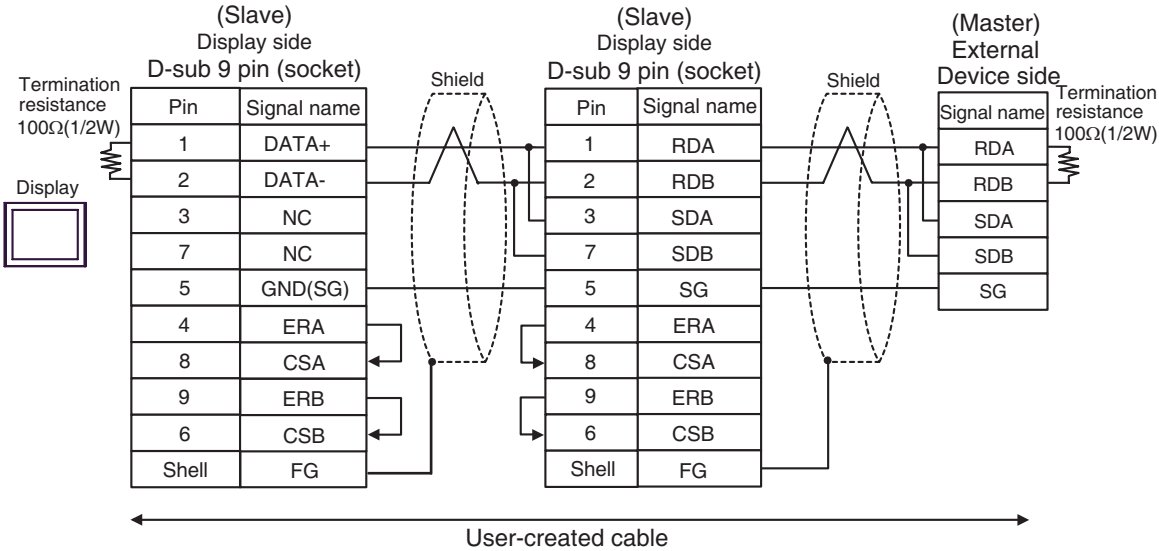 (Slave)
Display side
D-sub 9 pin (socket)
(Slave)
Display side
D-sub 9 pin (socket)
(Master)
External
Device side
Termination
resistance
100Ω(1/2W)
Shield
Shield
Termination
resistance
100Ω(1/2W)
Display
Pin Signal name
1 DATA+
2 DATA-
3 NC
7 NC
5 GND(SG)
4 ERA
8 CSA
9 ERB
6 CSB
Shell FG
Pin Signal name
1 RDA
2 RDB
3 SDA
7 SDB
5 SG
4 ERA
8 CSA
9 ERB
6 CSB
Shell FG
Signal name
RDA
RDB
SDA
SDB
SG
User-created cable